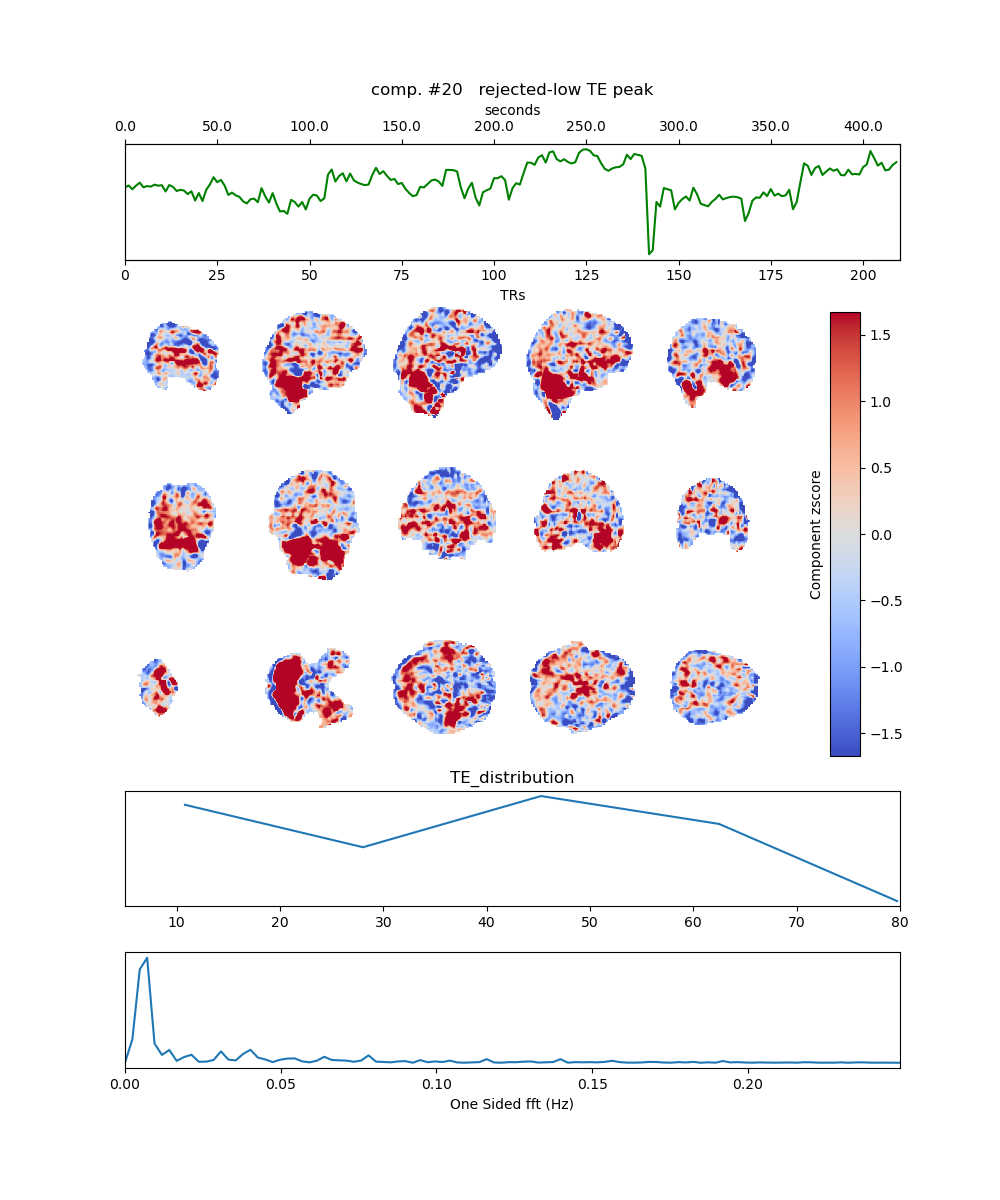 comp. #20   rejected-low TE peak
seconds
0.0 50.0 100.0 150.0 200.0 250.0 300.0 350.0 400.0
0 25 50 75 100 125 150 175 200
TRs
1.5
1.0
0.5
0.0
−0.5
−1.0
−1.5
Component zscore
TE_distribution
10 20 30 40 50 60 70 80
0.00 0.05 0.10 0.15 0.20
One Sided fft (Hz)